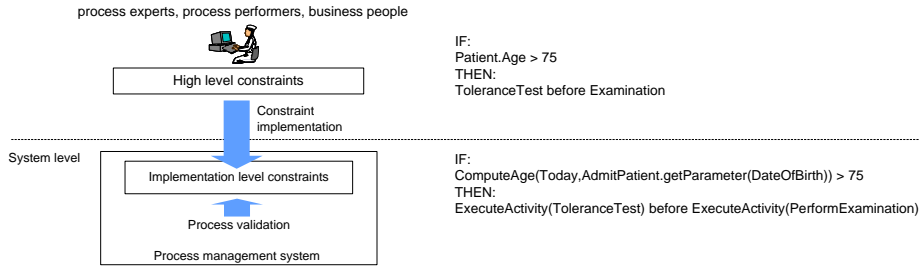 process experts, process performers, business people
High level constraints
IF:
Patient.Age > 75
THEN:
ToleranceTest before Examination
Constraint
implementation
System level
Implementation level constraints
Process validation
Process management system
IF:
ComputeAge(Today,AdmitPatient.getParameter(DateOfBirth)) > 75
THEN:
ExecuteActivity(ToleranceTest) before ExecuteActivity(PerformExamination)